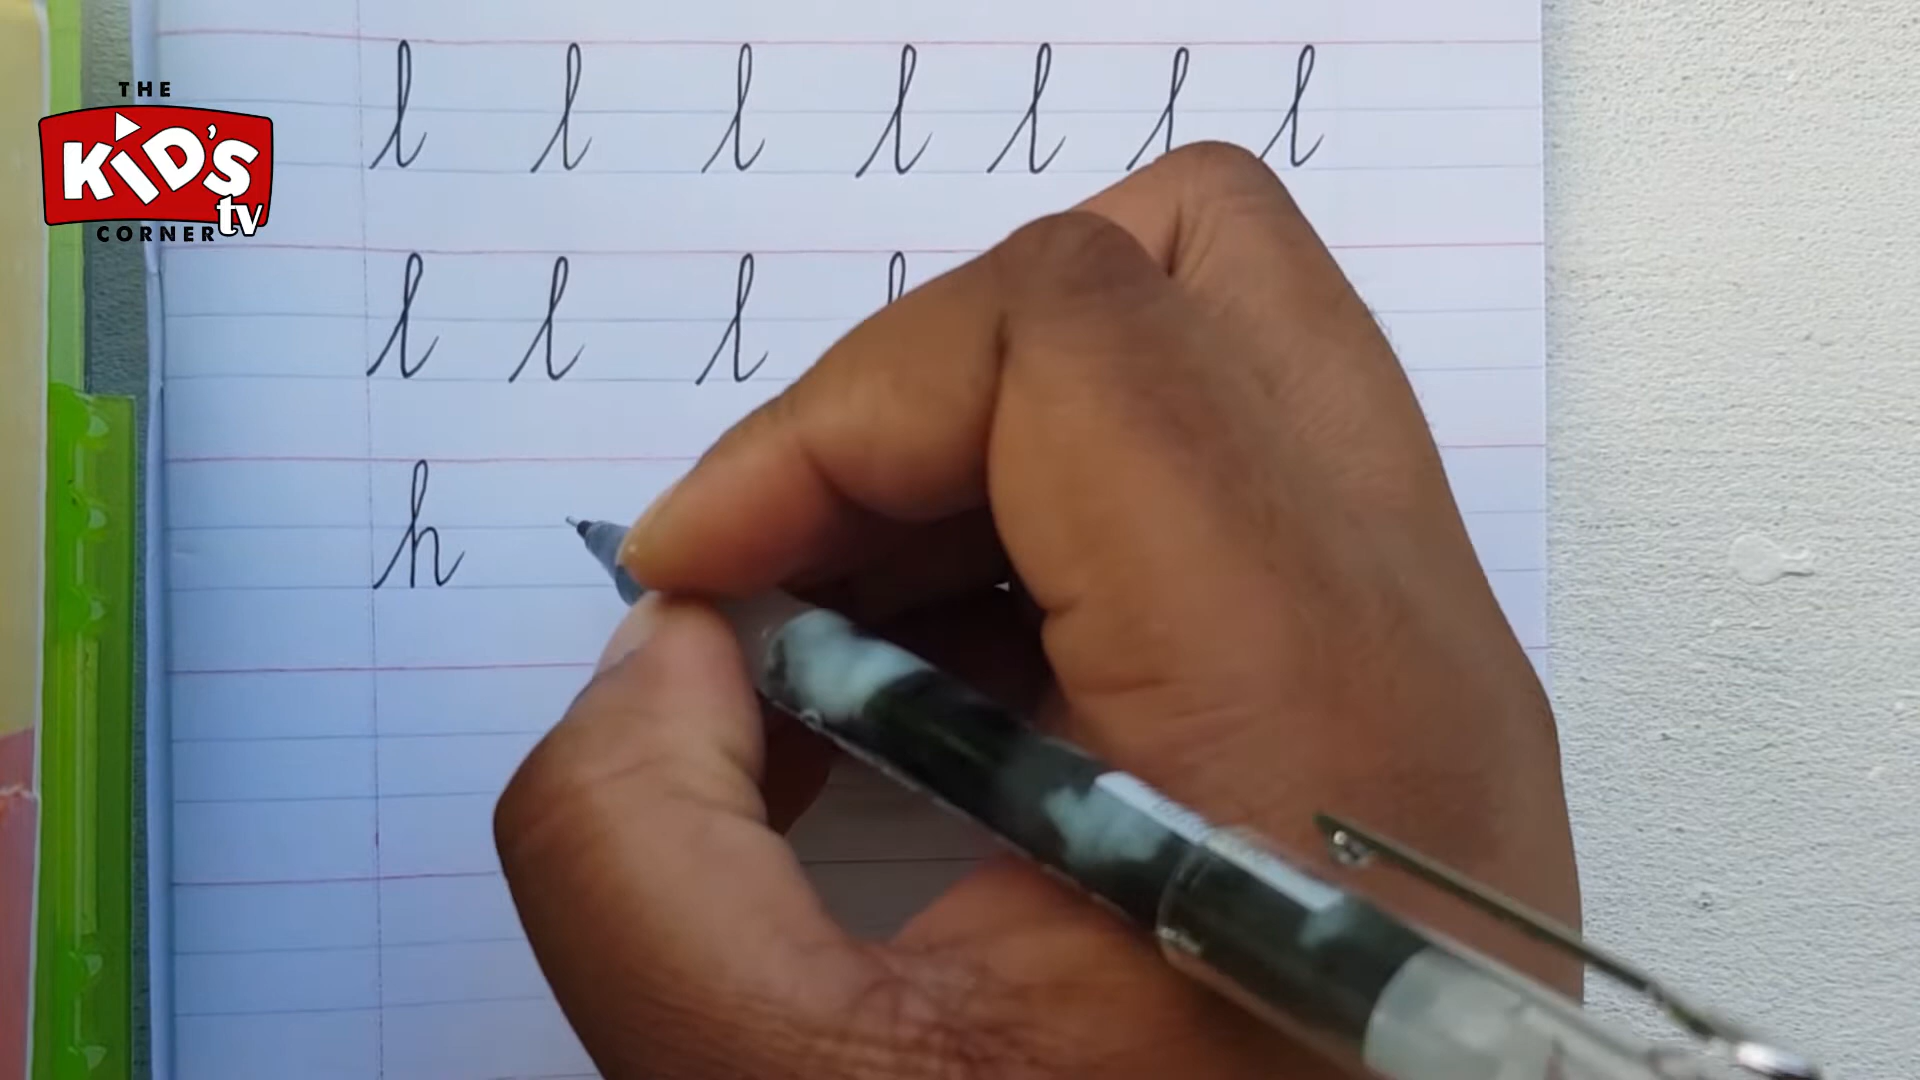 THE
KiD'S
tv
CORNER
l l l l l l l
l l l l
h